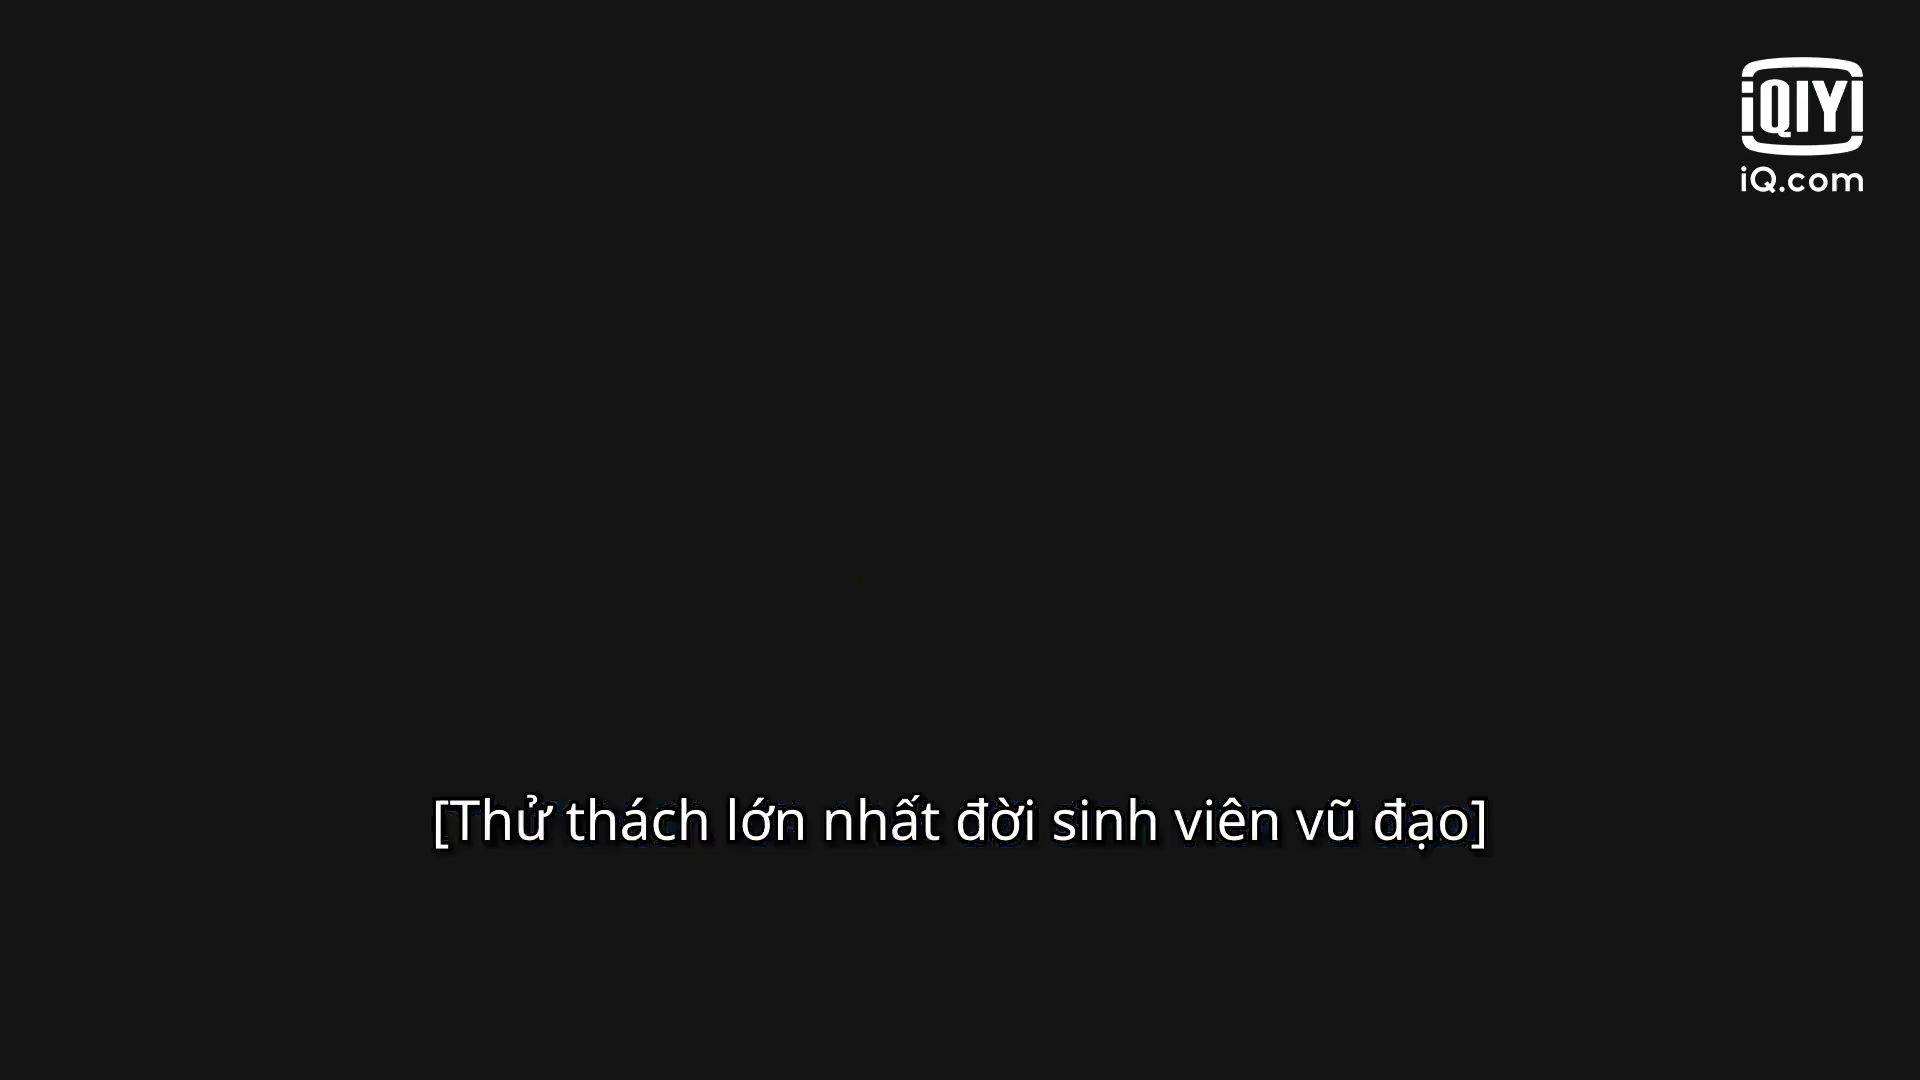 iQIYI
iQ.com
[Thử thách lớn nhất đời sinh viên vũ đạo]